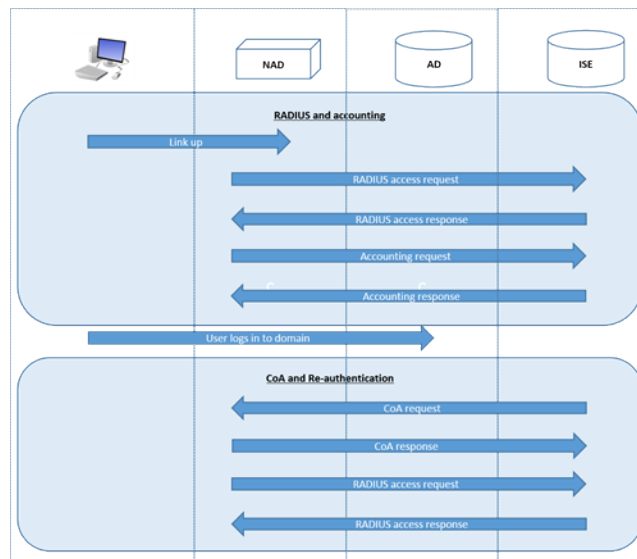 NAD
AD
ISE
RADIUS and accounting
Link up
RADIUS access request
RADIUS access response
Accounting request
Accounting response
User logs in to domain
CoA and Re-authentication
CoA request
CoA response
RADIUS access request
RADIUS access response